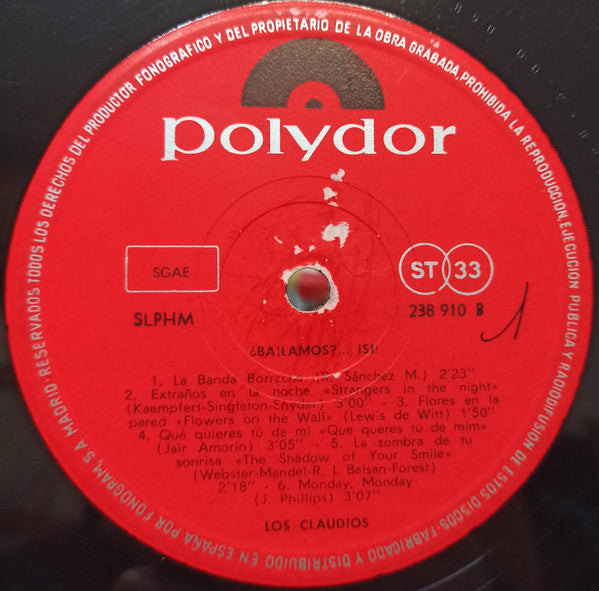 RESERVADOS TODOS LOS DERECHOS DEL PRODUCTOR FONOGRAFICO Y DEL PROPIETARIO DE LA OBRA GRABADA, PROHIBIDA LA REPRODUCCION, EJECUCION PUBLICA Y RADIODIFUSION DE ESTOS DISCOS. FABRICADO Y DISTRIBUIDO EN ESPAÑA POR FONOGRAM, S A MADRID
polydor
SGAE
ST 33
SLPHM
238 910 B
1
¿BAILAMOS?... ¡SI!
1. La Banda Borracha (R. Sánchez M.) 2'23"
2. Extraños en la noche «Strangers in the night»
(Kaempfert-Singleton-Snyder) 3'00" - 3. Flores en la
pared «Flowers on the Wall» (Lewis de Witt) 1'50"
4. Qué quieres tú de mí «Que queres tu de mim»
(Jair Amorin) 3'05" - 5. La sombra de tu
sonrisa «The Shadow of Your Smile»
(Webster-Mandel-R. L Balsan-Forest)
2'18" - 6. Monday, Monday
(J. Phillips) 3'07"
LOS CLAUDIOS